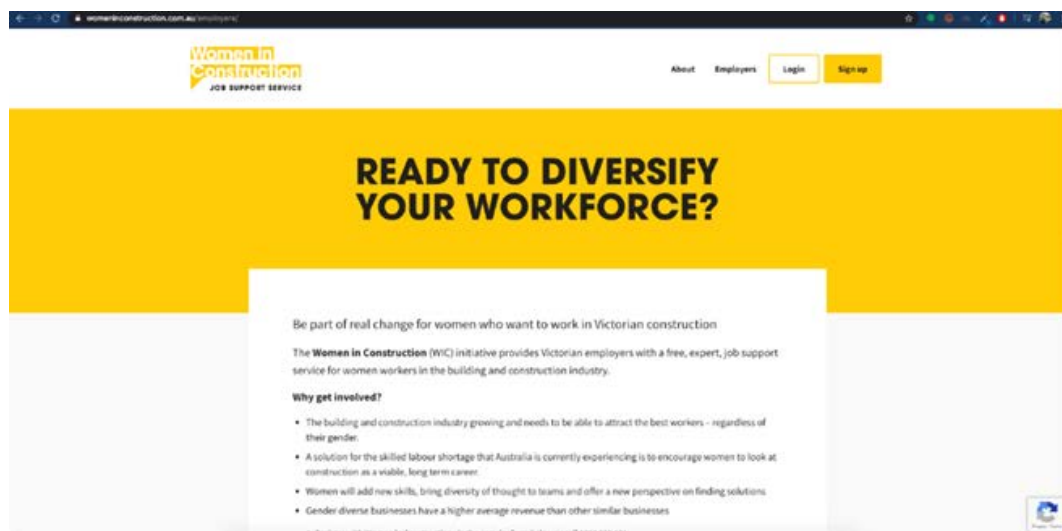 womeninconstruction.com.au/employers/
Women in
Construction
JOB SUPPORT SERVICE
About Employers Login Sign up
READY TO DIVERSIFY
YOUR WORKFORCE?
Be part of real change for women who want to work in Victorian construction
The Women in Construction (WIC) initiative provides Victorian employers with a free, expert, job support
service for women workers in the building and construction industry.
Why get involved?
• The building and construction industry growing and needs to be able to attract the best workers – regardless of
their gender.
• A solution for the skilled labour shortage that Australia is currently experiencing is to encourage women to look at
construction as a viable, long term career.
• Women will add new skills, bring diversity of thought to teams and offer a new perspective on finding solutions
• Gender diverse businesses have a higher average revenue than other similar businesses